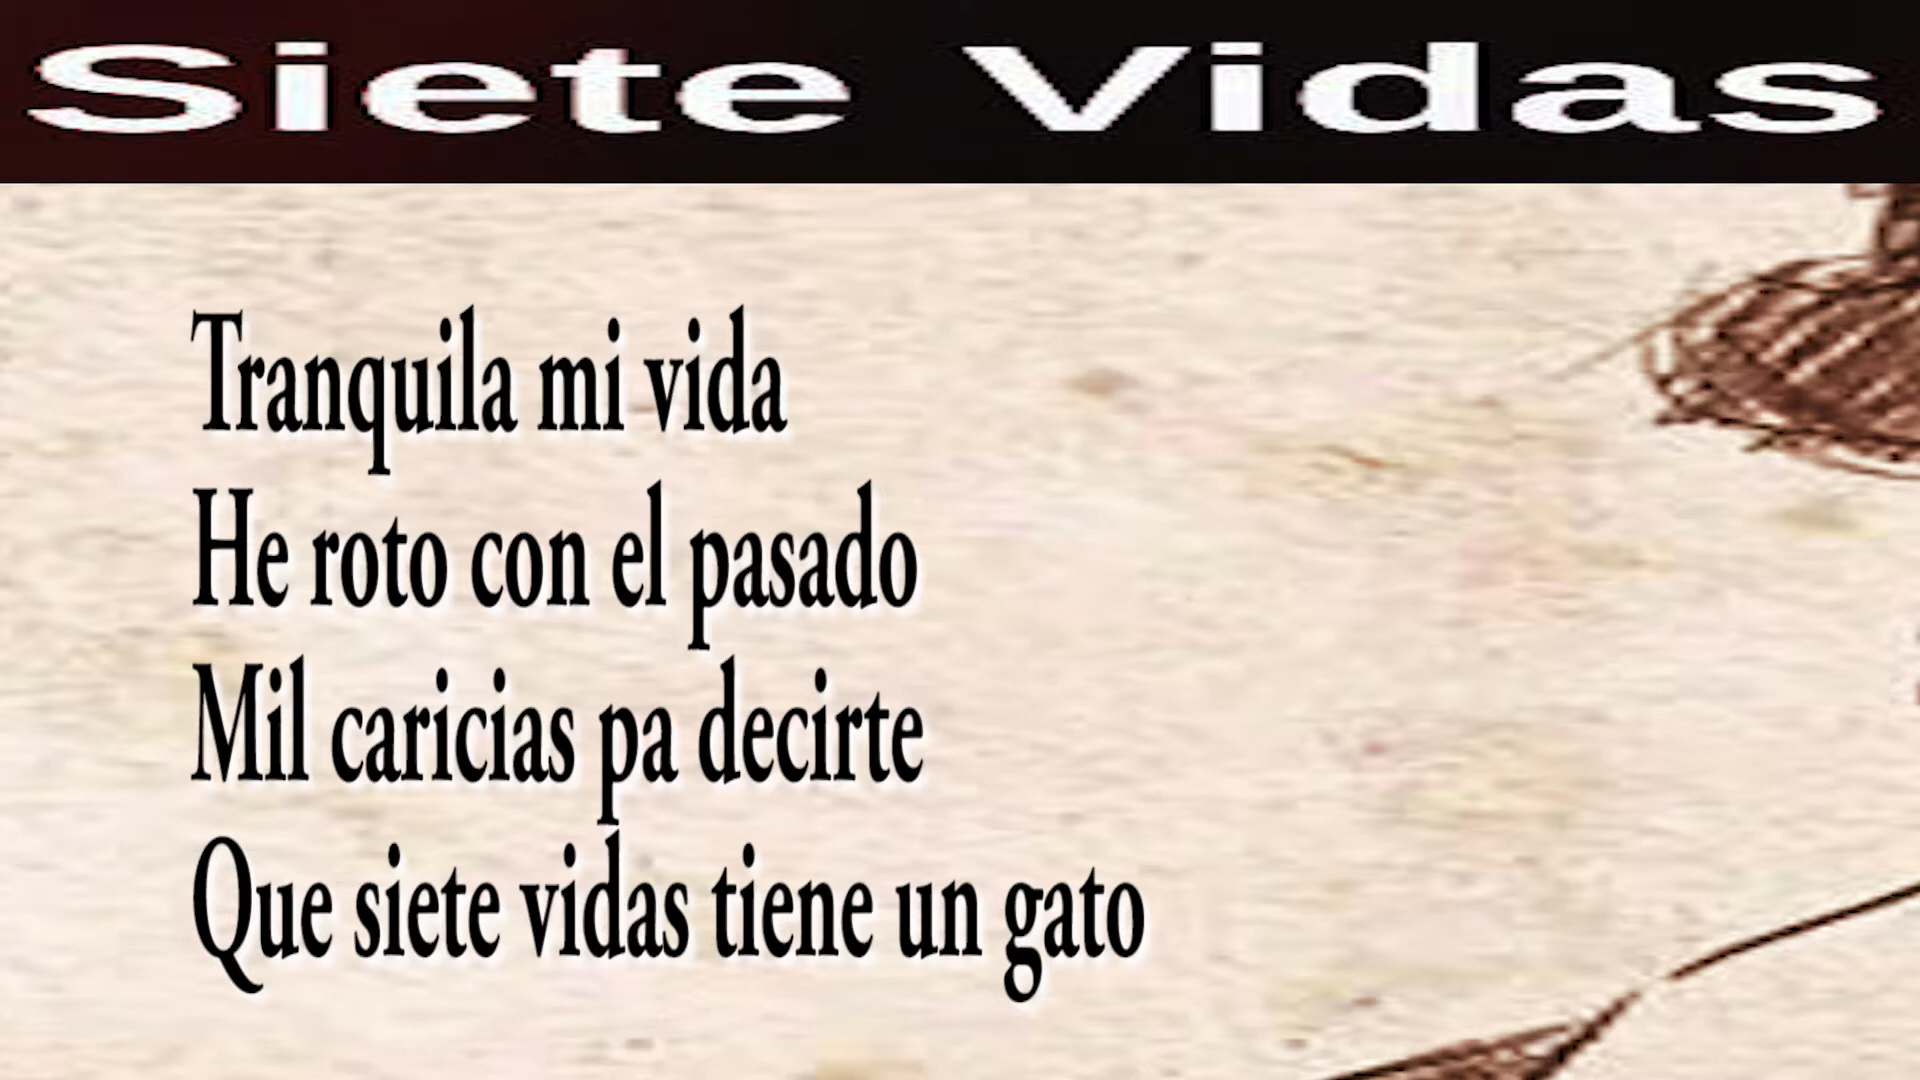 Siete Vidas
Tranquila mi vida
He roto con el pasado
Mil caricias pa decirte
Que siete vidas tiene un gato